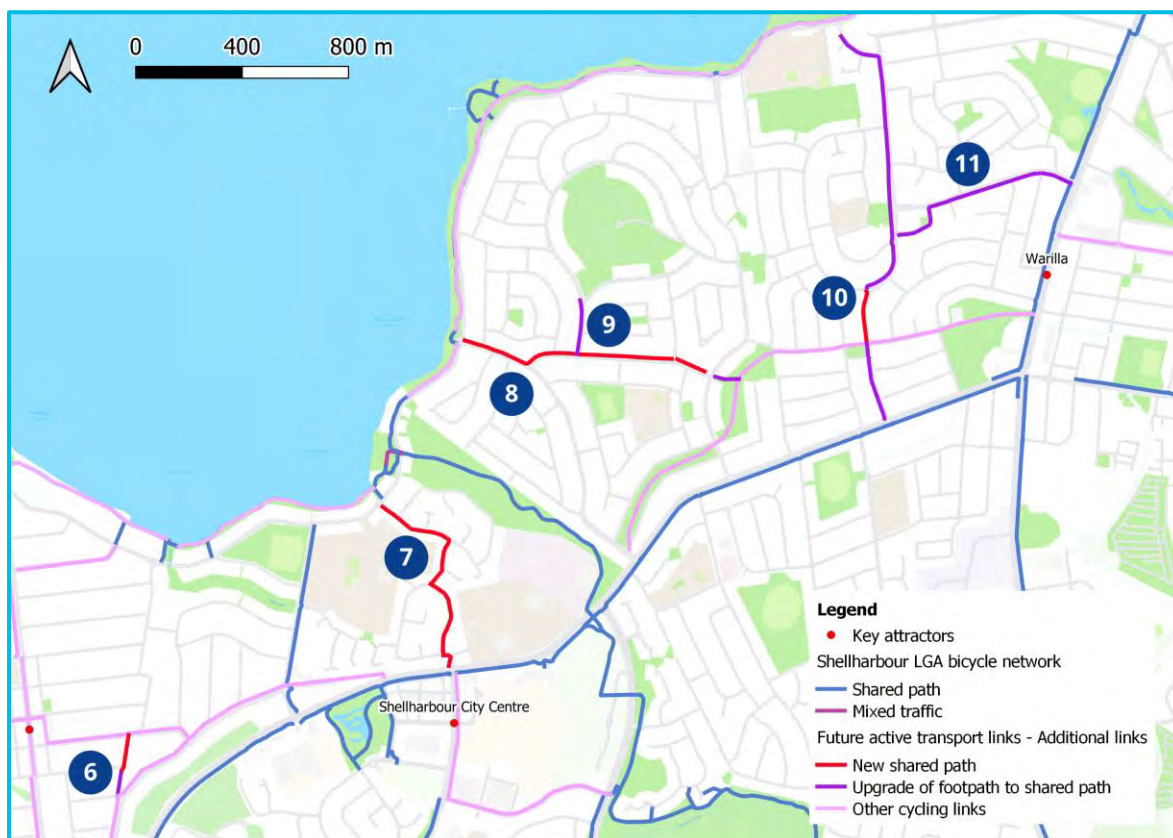 0 400 800 m
11
Warilla
10
9
8
7
Shellharbour City Centre
6
Legend
Key attractors
Shellharbour LGA bicycle network
Shared path
Mixed traffic
Future active transport links - Additional links
New shared path
Upgrade of footpath to shared path
Other cycling links